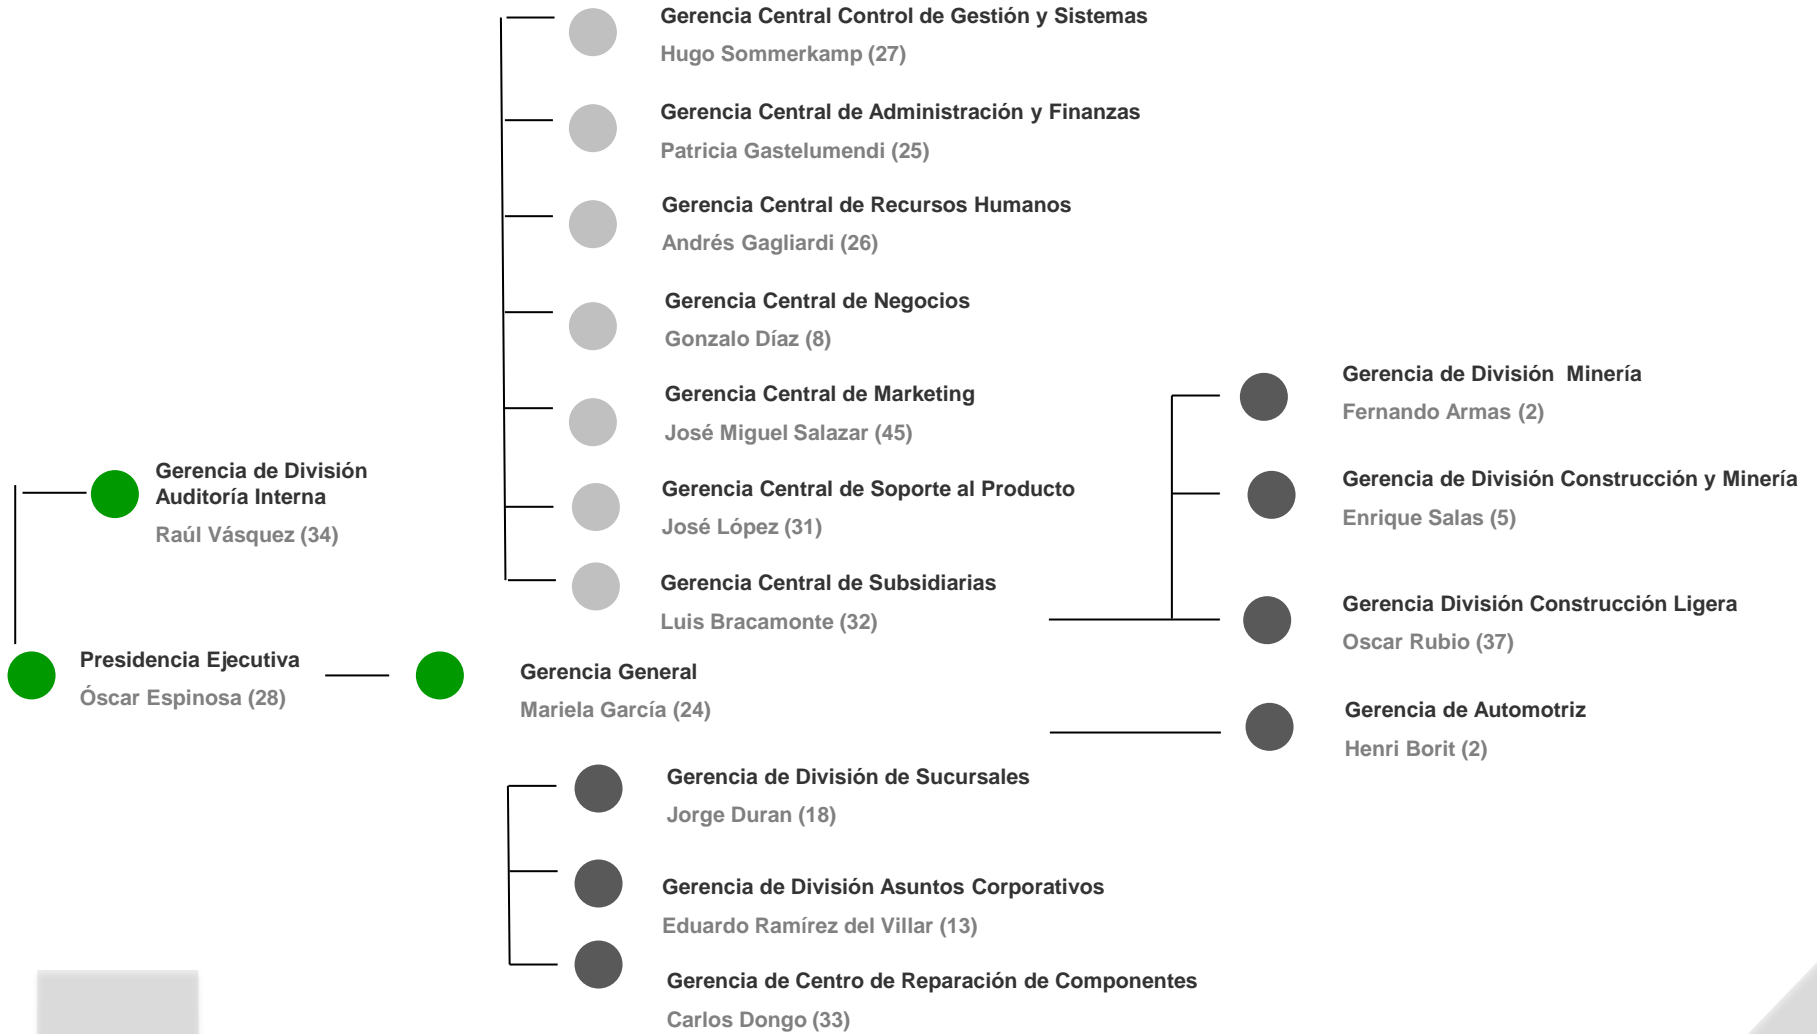 Gerencia Central Control de Gestión y Sistemas
Hugo Sommerkamp (27)
Gerencia Central de Administración y Finanzas
Patricia Gastelumendi (25)
Gerencia Central de Recursos Humanos
Andrés Gagliardi (26)
Gerencia Central de Negocios
Gonzalo Díaz (8)
Gerencia Central de Marketing
José Miguel Salazar (45)
Gerencia Central de Soporte al Producto
José López (31)
Gerencia Central de Subsidiarias
Luis Bracamonte (32)
Gerencia de División
Auditoría Interna
Raúl Vásquez (34)
Presidencia Ejecutiva
Óscar Espinosa (28)
Gerencia General
Mariela García (24)
Gerencia de División Minería
Fernando Armas (2)
Gerencia de División Construcción y Minería
Enrique Salas (5)
Gerencia División Construcción Ligera
Oscar Rubio (37)
Gerencia de Automotriz
Henri Borit (2)
Gerencia de División de Sucursales
Jorge Duran (18)
Gerencia de División Asuntos Corporativos
Eduardo Ramírez del Villar (13)
Gerencia de Centro de Reparación de Componentes
Carlos Dongo (33)